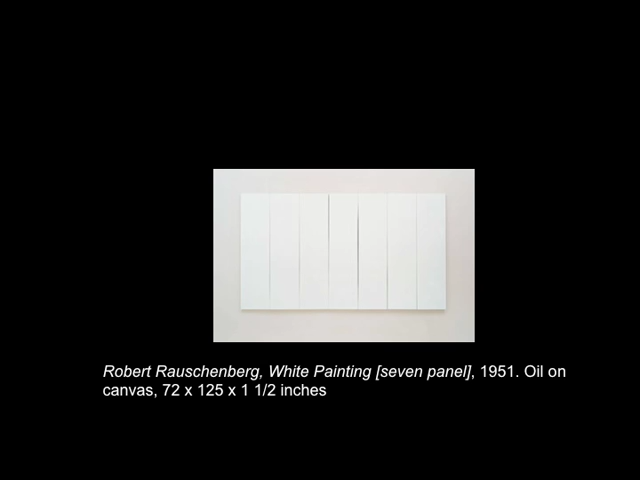 Robert Rauschenberg, White Painting [seven panel], 1951. Oil on
canvas, 72 x 125 x 1 1/2 inches